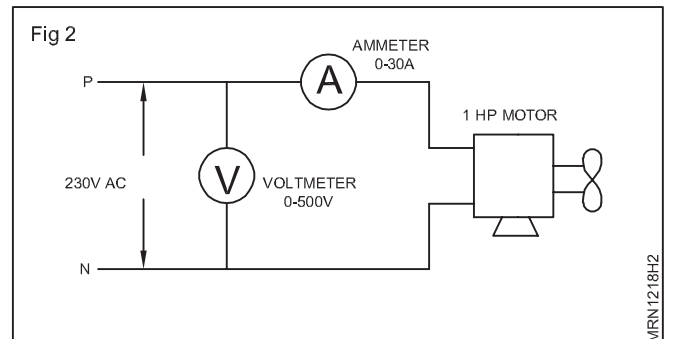 Fig 2
AMMETER
0-30A
A
P
1 HP MOTOR
230V AC
V
VOLTMETER
0-500V
N
MRN1218H2